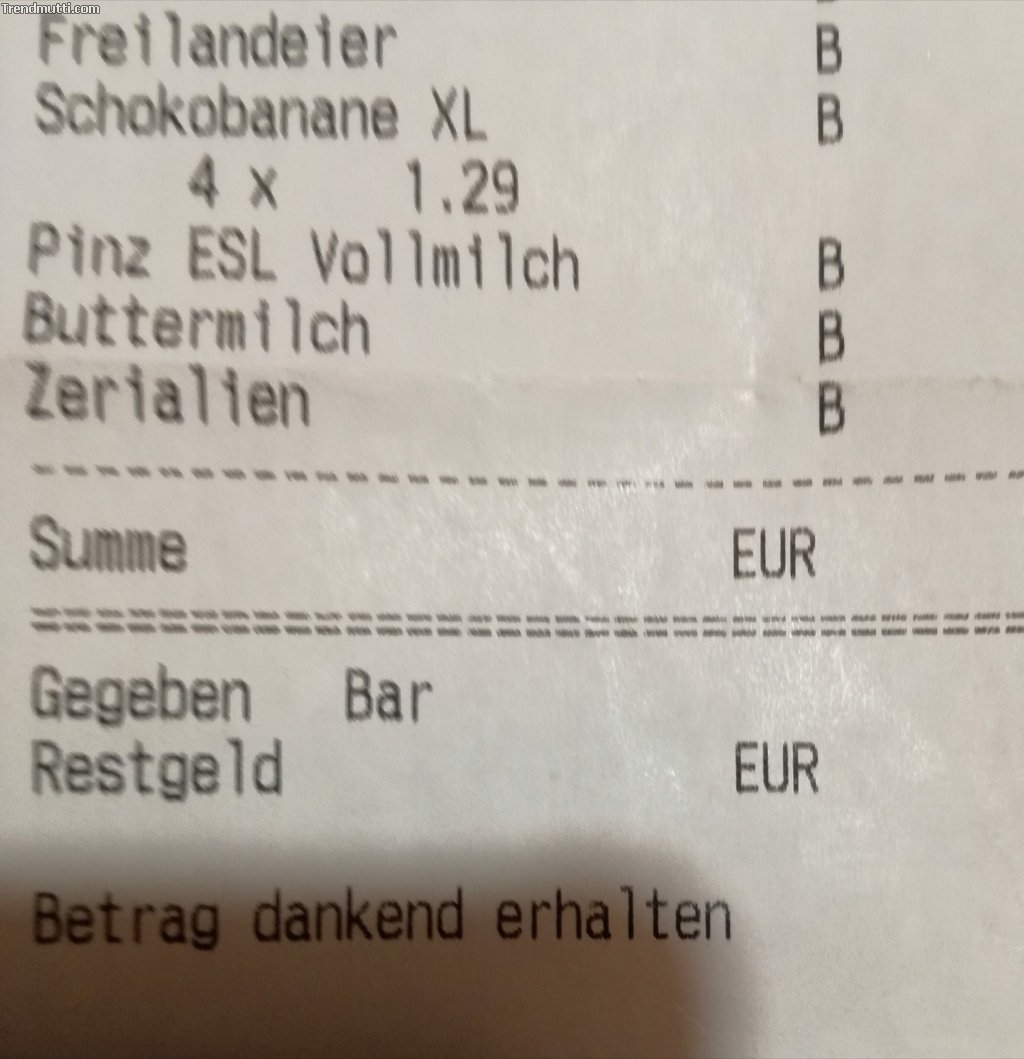 Trendmutti.com
Freilandeier B
Schokobanane XL B
4 x 1.29
Pinz ESL Vollmilch B
Buttermilch B
Zerialien B
Summe EUR
Gegeben Bar
Restgeld EUR
Betrag dankend erhalten